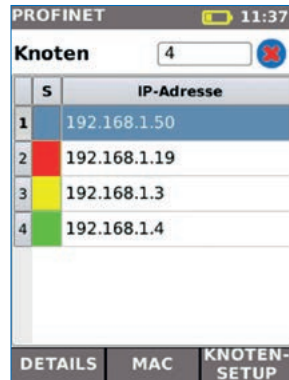 PROFINET 11:37
Knoten 4
S IP-Adresse
1 192.168.1.50
2 192.168.1.19
3 192.168.1.3
4 192.168.1.4
DETAILS MAC KNOTEN-
SETUP